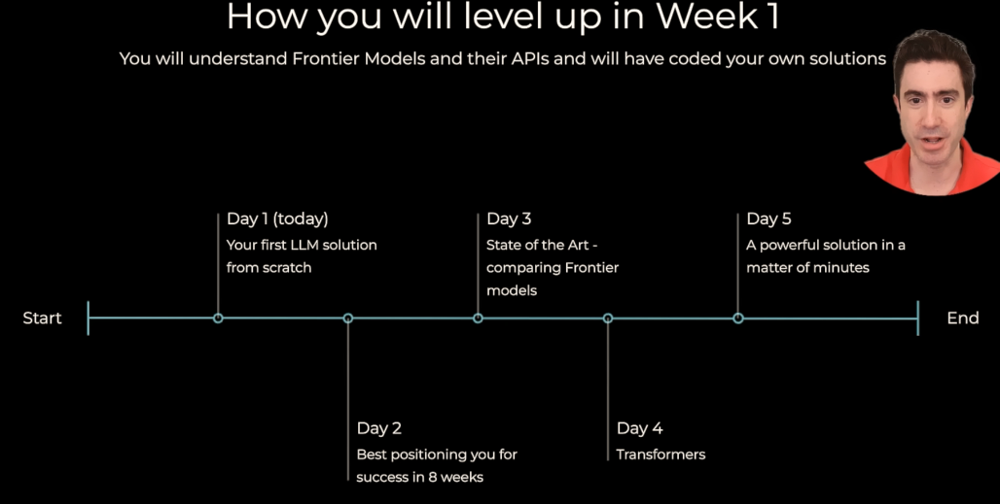 How you will level up in Week 1
You will understand Frontier Models and their APIs and will have coded your own solutions
Day 1 (today)
Your first LLM solution
from scratch
Day 3
State of the Art -
comparing Frontier
models
Day 5
A powerful solution in a
matter of minutes
Start
End
Day 2
Best positioning you for
success in 8 weeks
Day 4
Transformers